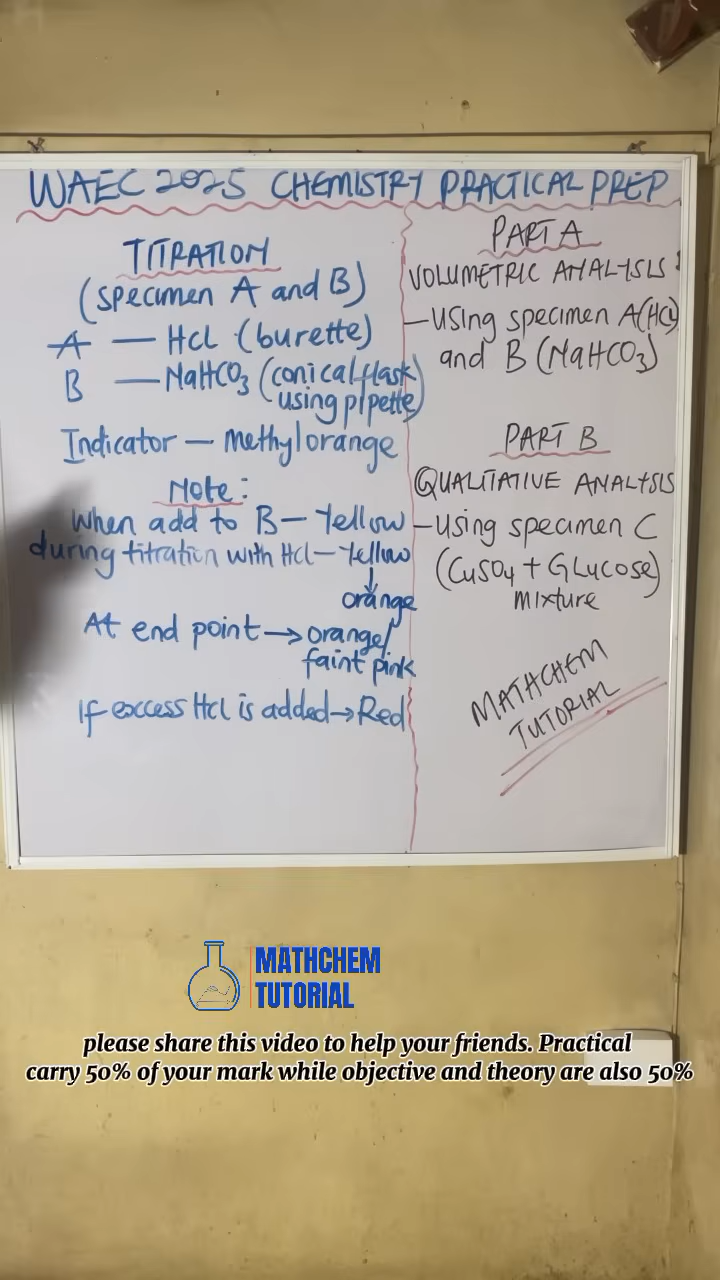 WAEC 2025 CHEMISTRY PRACTICAL PREP
TITRATION
(specimen A and B)
A — Hcl (burette)
B — NaHCO3 (conical flask
using pipette)
Indicator — Methyl orange
Note:
When add to B — Yellow
during titration with Hcl — Yellow
↓
orange
At end point → orange/
faint pink
If excess Hcl is added → Red
PART A
VOLUMETRIC ANALYSIS:
— Using specimen A(HCl)
and B (NaHCO3)
PART B
QUALITATIVE ANALYSIS
— Using specimen C
(CuSO4 + GLucose)
mixture
MATHCHEM
TUTORIAL
MATHCHEM
TUTORIAL
please share this video to help your friends. Practical
carry 50% of your mark while objective and theory are also 50%